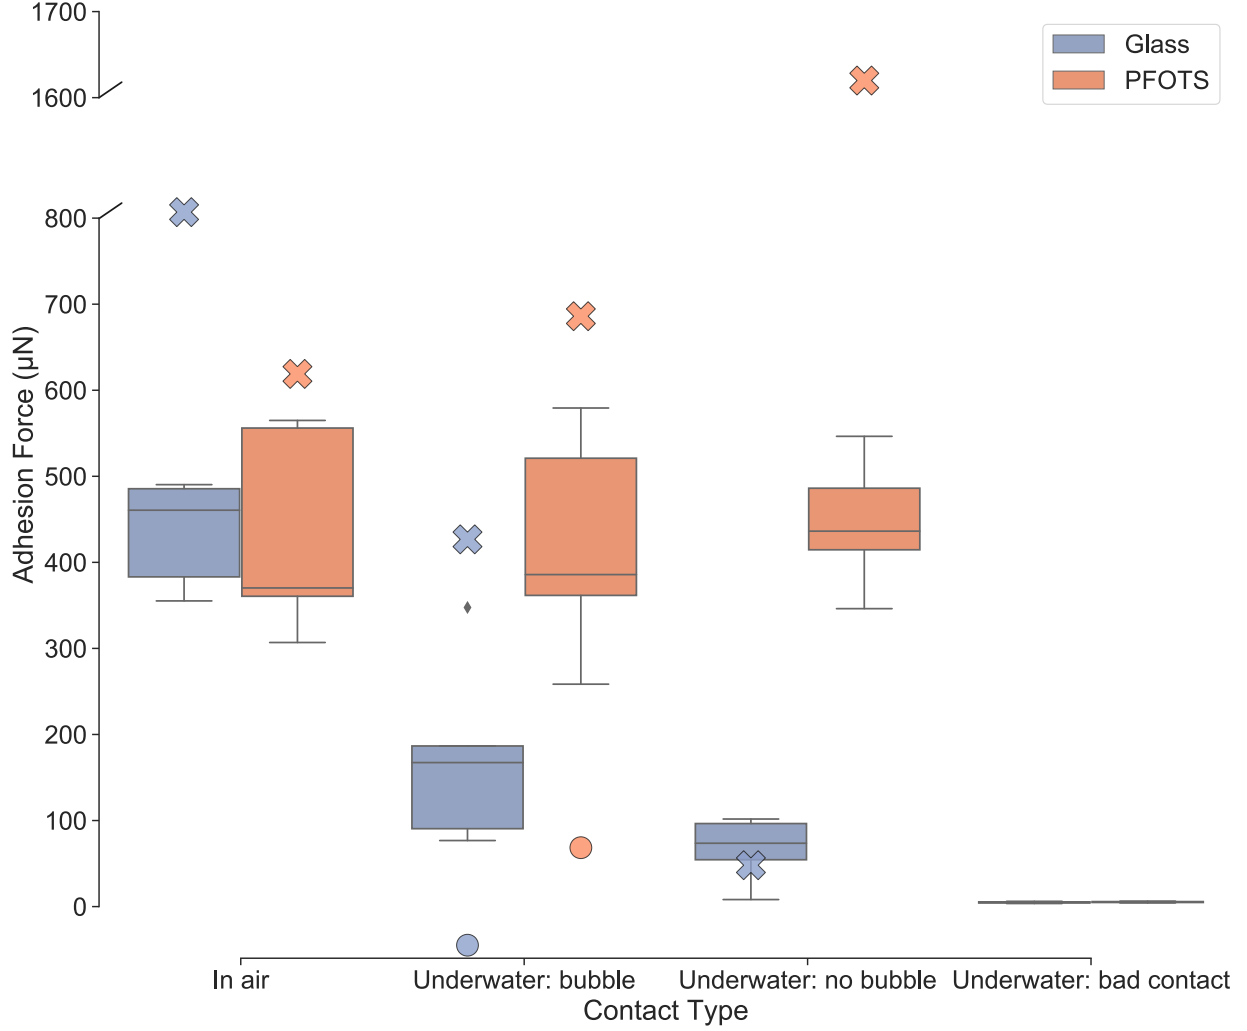 1700
1600
800
700
600
500
400
300
200
100
0
Adhesion Force (µN)
Glass
PFOTS
In air
Underwater: bubble
Underwater: no bubble
Underwater: bad contact
Contact Type